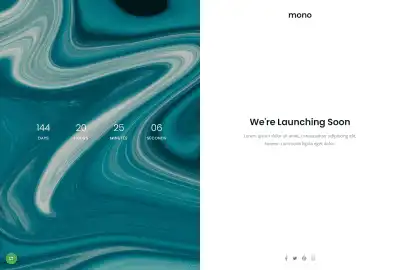 mono
144 20 25 06
DAYS HOURS MINUTES SECONDS
We're Launching Soon
Lorem ipsum dolor sit amet, consectetuer adipiscing elit.
Aenean commodo ligula eget dolor.